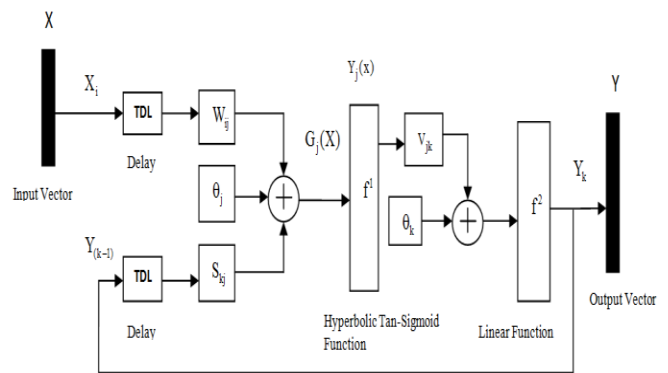 X
X_i
TDL
W_ij
Delay
Input Vector
θ_j
G_j(X)
Y_(k−1)
TDL
S_kj
Delay
Y_j(x)
f^1
Hyperbolic Tan-Sigmoid
Function
V_jk
θ_k
f^2
Linear Function
Y_k
Y
Output Vector